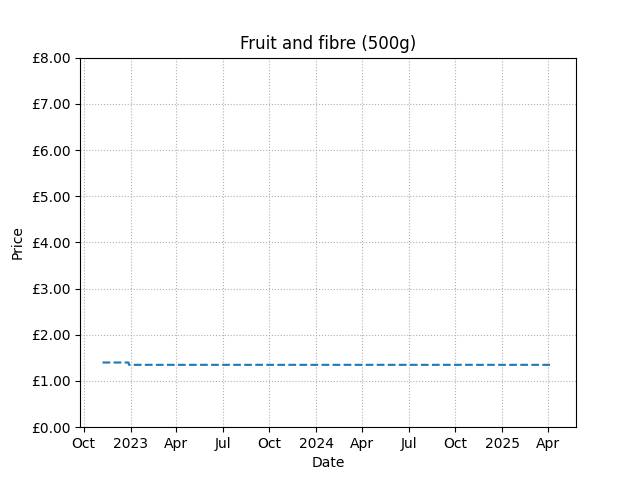 Fruit and fibre (500g)
£8.00
£7.00
£6.00
£5.00
£4.00
£3.00
£2.00
£1.00
£0.00
Price
Oct 2023 Apr Jul Oct 2024 Apr Jul Oct 2025 Apr
Date